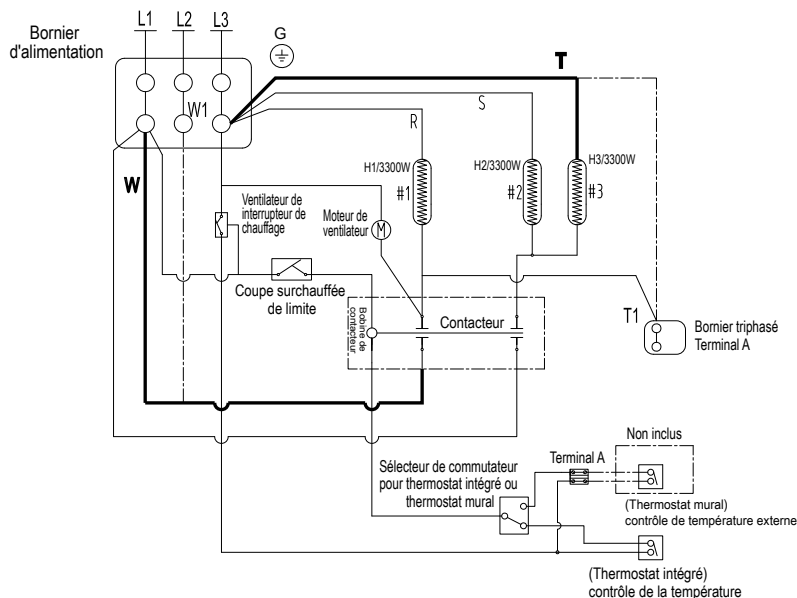 L1 L2 L3
Bornier
d'alimentation
G
T
W1
S
R
W
H1/3300W
#1
H2/3300W
#2
H3/3300W
#3
Ventilateur de
interrupteur de
chauffage
Moteur de
ventilateur
M
Coupe surchauffée
de limite
Bobine de
contacteur
Contacteur
T1
Bornier triphasé
Terminal A
Sélecteur de commutateur
pour thermostat intégré ou
thermostat mural
Terminal A
Non inclus
(Thermostat mural)
contrôle de température externe
(Thermostat intégré)
contrôle de la température